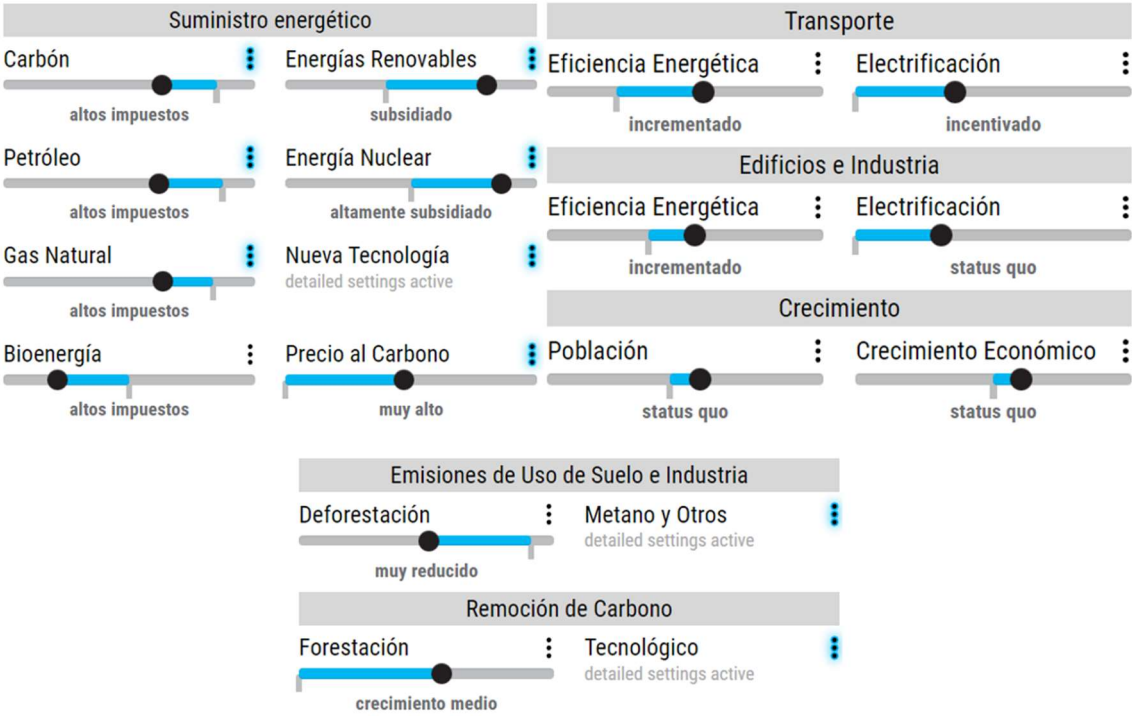 Suministro energético
Carbón
altos impuestos
Energías Renovables
subsidiado
Petróleo
altos impuestos
Energía Nuclear
altamente subsidiado
Gas Natural
altos impuestos
Nueva Tecnología
detailed settings active
Bioenergía
altos impuestos
Precio al Carbono
muy alto
Transporte
Eficiencia Energética
incrementado
Electrificación
incentivado
Edificios e Industria
Eficiencia Energética
incrementado
Electrificación
status quo
Crecimiento
Población
status quo
Crecimiento Económico
status quo
Emisiones de Uso de Suelo e Industria
Deforestación
muy reducido
Metano y Otros
detailed settings active
Remoción de Carbono
Forestación
crecimiento medio
Tecnológico
detailed settings active